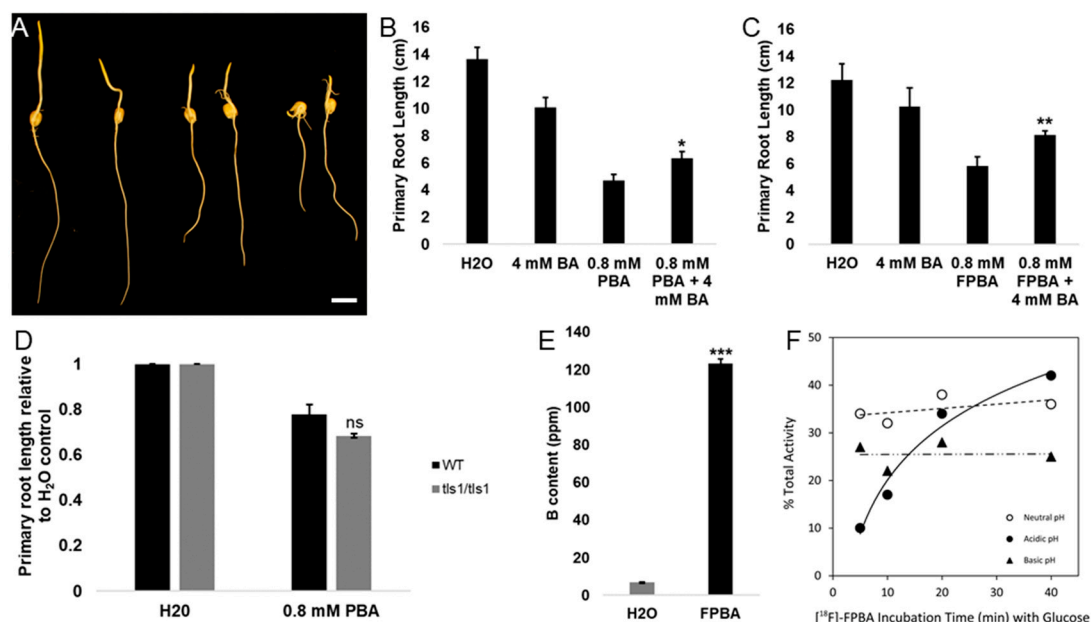 A
B
Primary Root Length (cm)
16
14
12
10
8
6
4
2
0
*
H2O
4 mM BA
0.8 mM
PBA
0.8 mM
PBA + 4
mM BA
C
Primary Root Length (cm)
16
14
12
10
8
6
4
2
0
**
H2O
4 mM BA
0.8 mM
FPBA
0.8 mM
FPBA +
4 mM BA
D
Primary root length relative
to H₂O control
1
0.8
0.6
0.4
0.2
0
ns
H20
0.8 mM PBA
WT
tls1/tls1
E
B content (ppm)
140
120
100
80
60
40
20
0
***
H2O
FPBA
F
% Total Activity
50
40
30
20
10
0
Neutral pH
Acidic pH
Basic pH
0
10
20
30
40
[¹⁸F]-FPBA Incubation Time (min) with Glucose